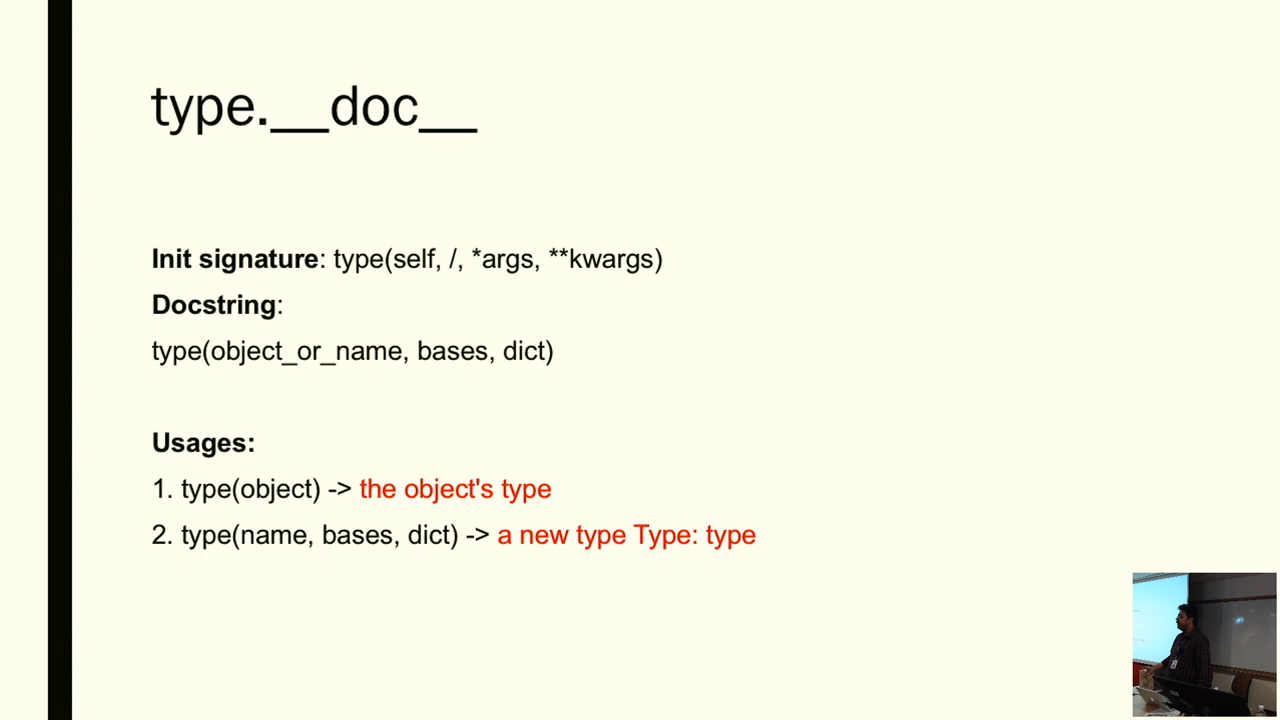 type.__doc__
Init signature: type(self, /, *args, **kwargs)
Docstring:
type(object_or_name, bases, dict)
Usages:
1. type(object) -> the object's type
2. type(name, bases, dict) -> a new type Type: type